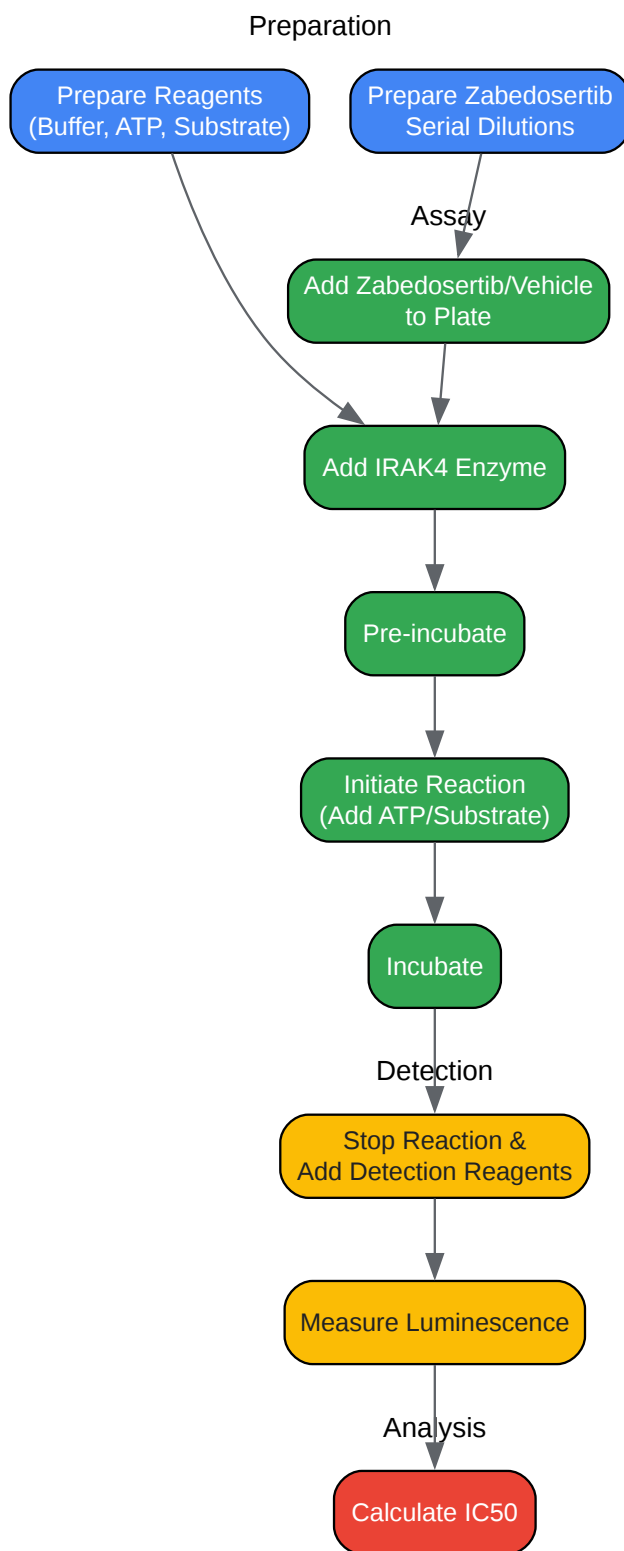 Preparation
Prepare Reagents
(Buffer, ATP, Substrate)
Prepare Zabedosertib
Serial Dilutions
Assay
Add Zabedosertib/Vehicle
to Plate
Add IRAK4 Enzyme
Pre-incubate
Initiate Reaction
(Add ATP/Substrate)
Incubate
Detection
Stop Reaction &
Add Detection Reagents
Measure Luminescence
Analysis
Calculate IC50